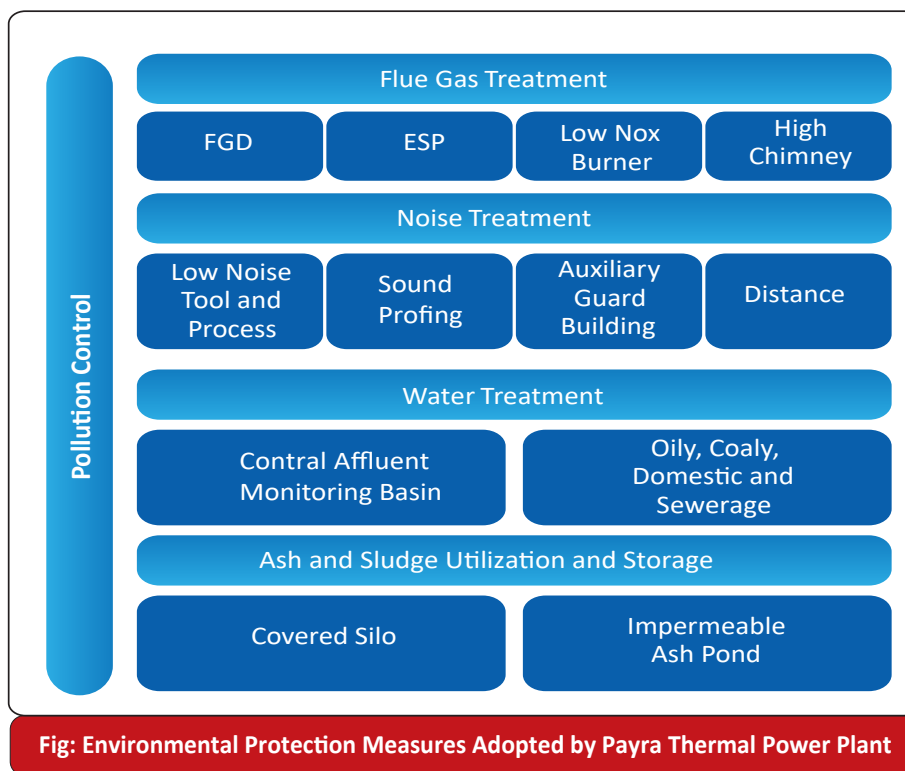 Pollution Control
Flue Gas Treatment
FGD
ESP
Low Nox
Burner
High
Chimney
Noise Treatment
Low Noise
Tool and
Process
Sound
Profing
Auxiliary
Guard
Building
Distance
Water Treatment
Contral Affluent
Monitoring Basin
Oily, Coaly,
Domestic and
Sewerage
Ash and Sludge Utilization and Storage
Covered Silo
Impermeable
Ash Pond
Fig: Environmental Protection Measures Adopted by Payra Thermal Power Plant